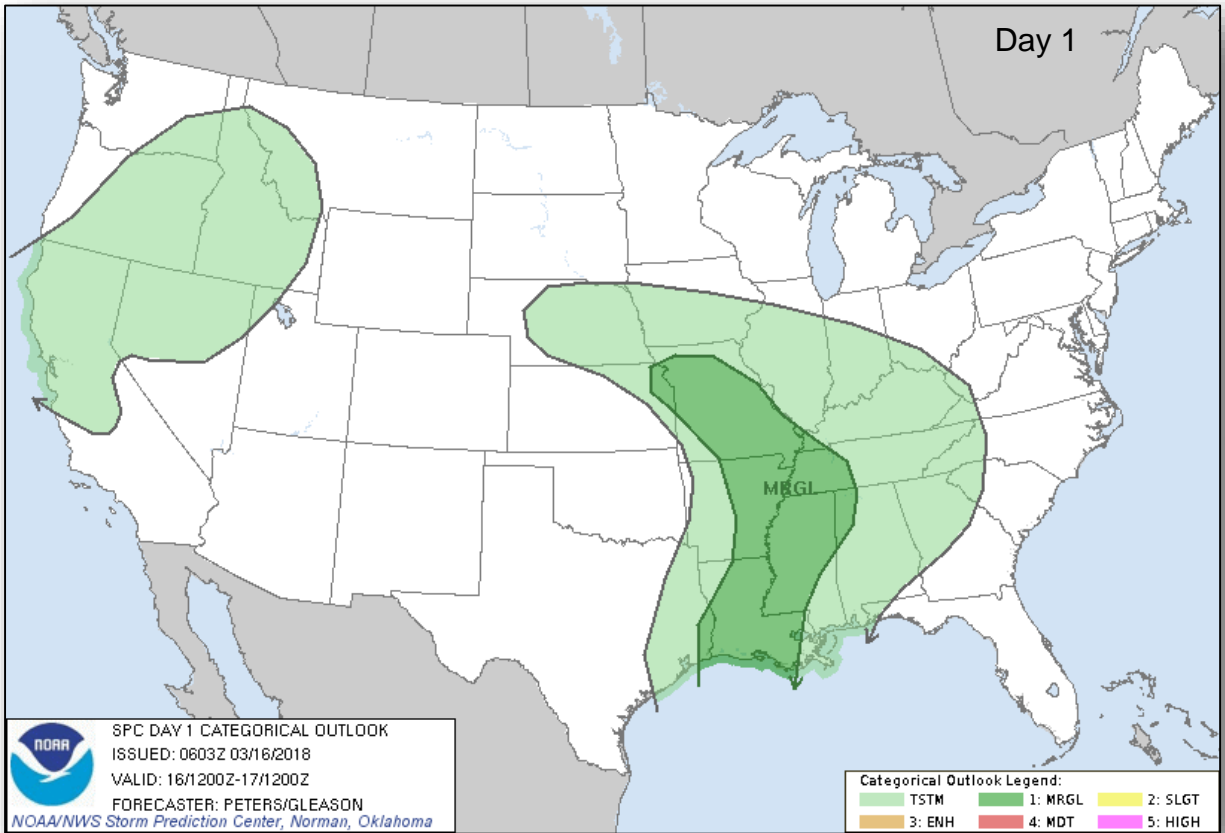 Day 1
MRGL
NOAA
SPC DAY 1 CATEGORICAL OUTLOOK
ISSUED: 0603Z 03/16/2018
VALID: 16/1200Z-17/1200Z
FORECASTER: PETERS/GLEASON
NOAA/NWS Storm Prediction Center, Norman, Oklahoma
Categorical Outlook Legend:
TSTM 1: MRGL 2: SLGT
3: ENH 4: MDT 5: HIGH